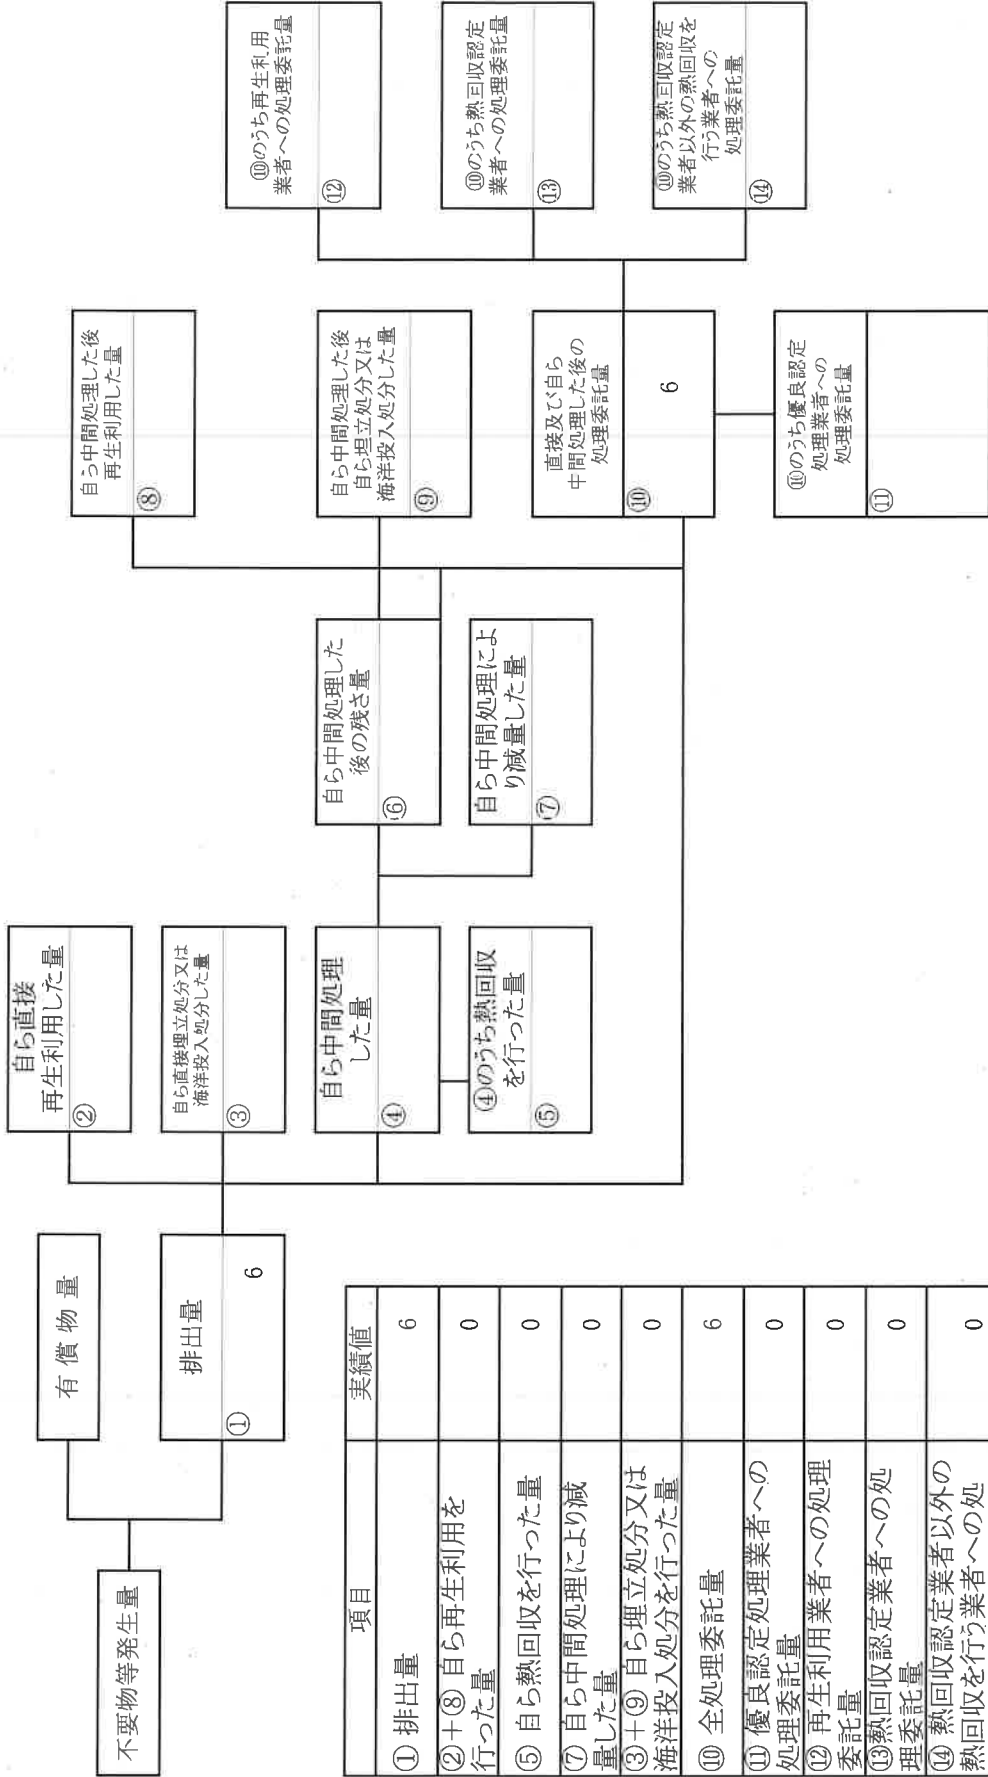 不要物等発生量
有償物量
①
排出量
6
自ら直接
再生利用した量
②
自ら直接埋立処分又は
海洋投入処分した量
③
自ら中間処理
した量
④
④のうち熱回収
を行った量
⑤
自ら中間処理した
後の残さ量
⑥
自ら中間処理によ
り減量した量
⑦
自ら中間処理した後
再生利用した量
⑧
自ら中間処理した後
自ら埋立処分又は
海洋投入処分した量
⑨
直接及び自ら
中間処理した後の
処理委託量
⑩
6
⑩のうち優良認定
処理業者への
処理委託量
⑪
⑩のうち再生利用
業者への処理委託量
⑫
⑩のうち熱回収認定
業者への処理委託量
⑬
⑩のうち熱回収認定
業者以外の熱回収を
行う業者への
処理委託量
⑭
項目 実績値
①排出量 6
②+⑧ 自ら再生利用を
行った量 0
⑤ 自ら熱回収を行った量 0
⑦ 自ら中間処理により減
量した量 0
③+⑨ 自ら埋立処分又は
海洋投入処分を行った量 0
⑩ 全処理委託量 6
⑪ 優良認定処理業者への
処理委託量 0
⑫ 再生利用業者への処理
委託量 0
⑬熱回収認定業者への処
理委託量 0
⑭ 熱回収認定業者以外の
熱回収を行う業者への処 0